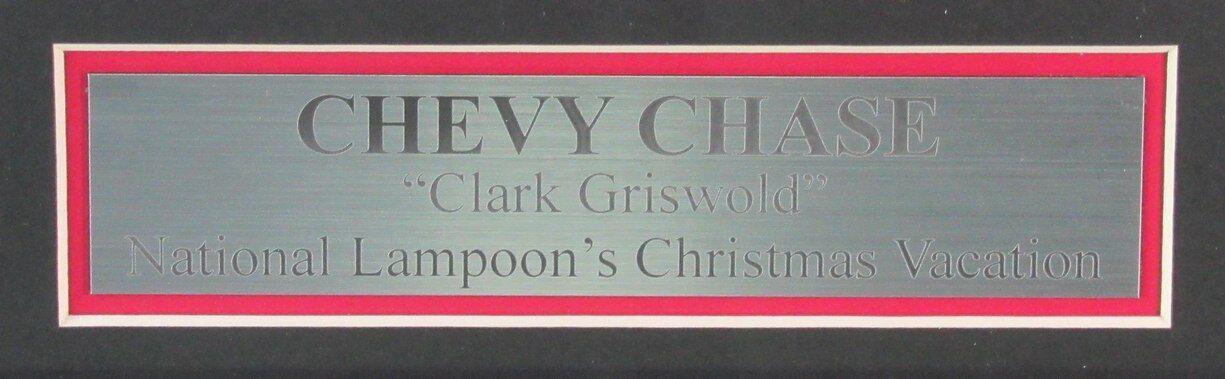 CHEVY CHASE
“Clark Griswold”
National Lampoon’s Christmas Vacation